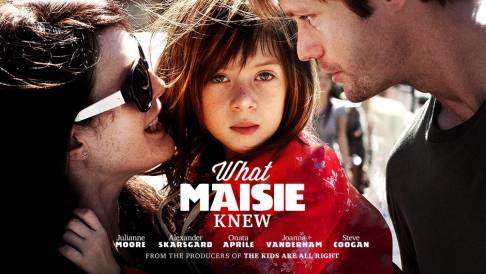 What
MAISIE
KNEW
Julianne Alexander Onata Joanna Steve
MOORE SKARSGARD APRILE VANDERHAM COOGAN
FROM THE PRODUCERS OF THE KIDS ARE ALL RIGHT